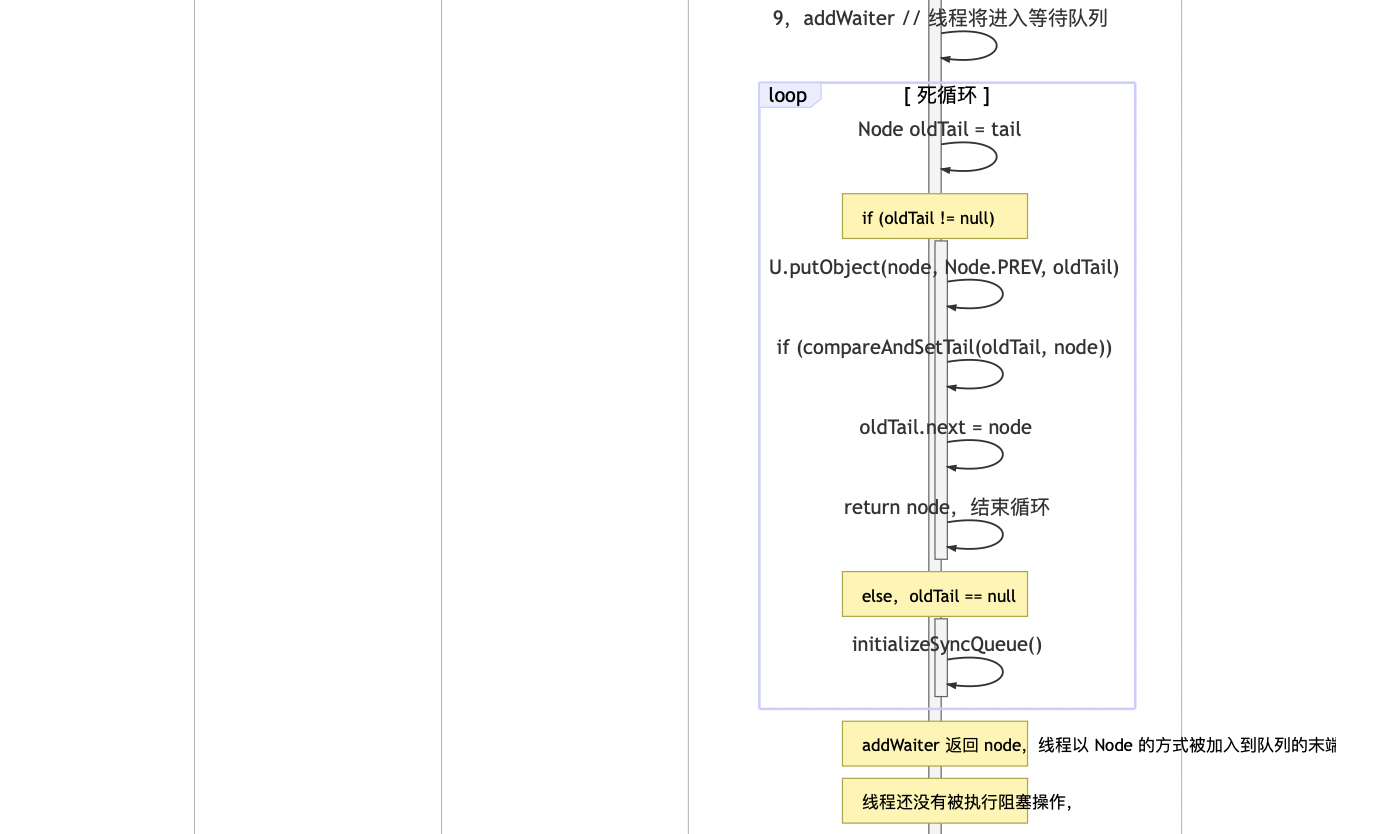 9，addWaiter // 线程将进入等待队列
loop
[ 死循环 ]
Node oldTail = tail
if (oldTail != null)
U.putObject(node, Node.PREV, oldTail)
if (compareAndSetTail(oldTail, node))
oldTail.next = node
return node，结束循环
else，oldTail == null
initializeSyncQueue()
addWaiter 返回 node，线程以 Node 的方式被加入到队列的末端
线程还没有被执行阻塞操作，